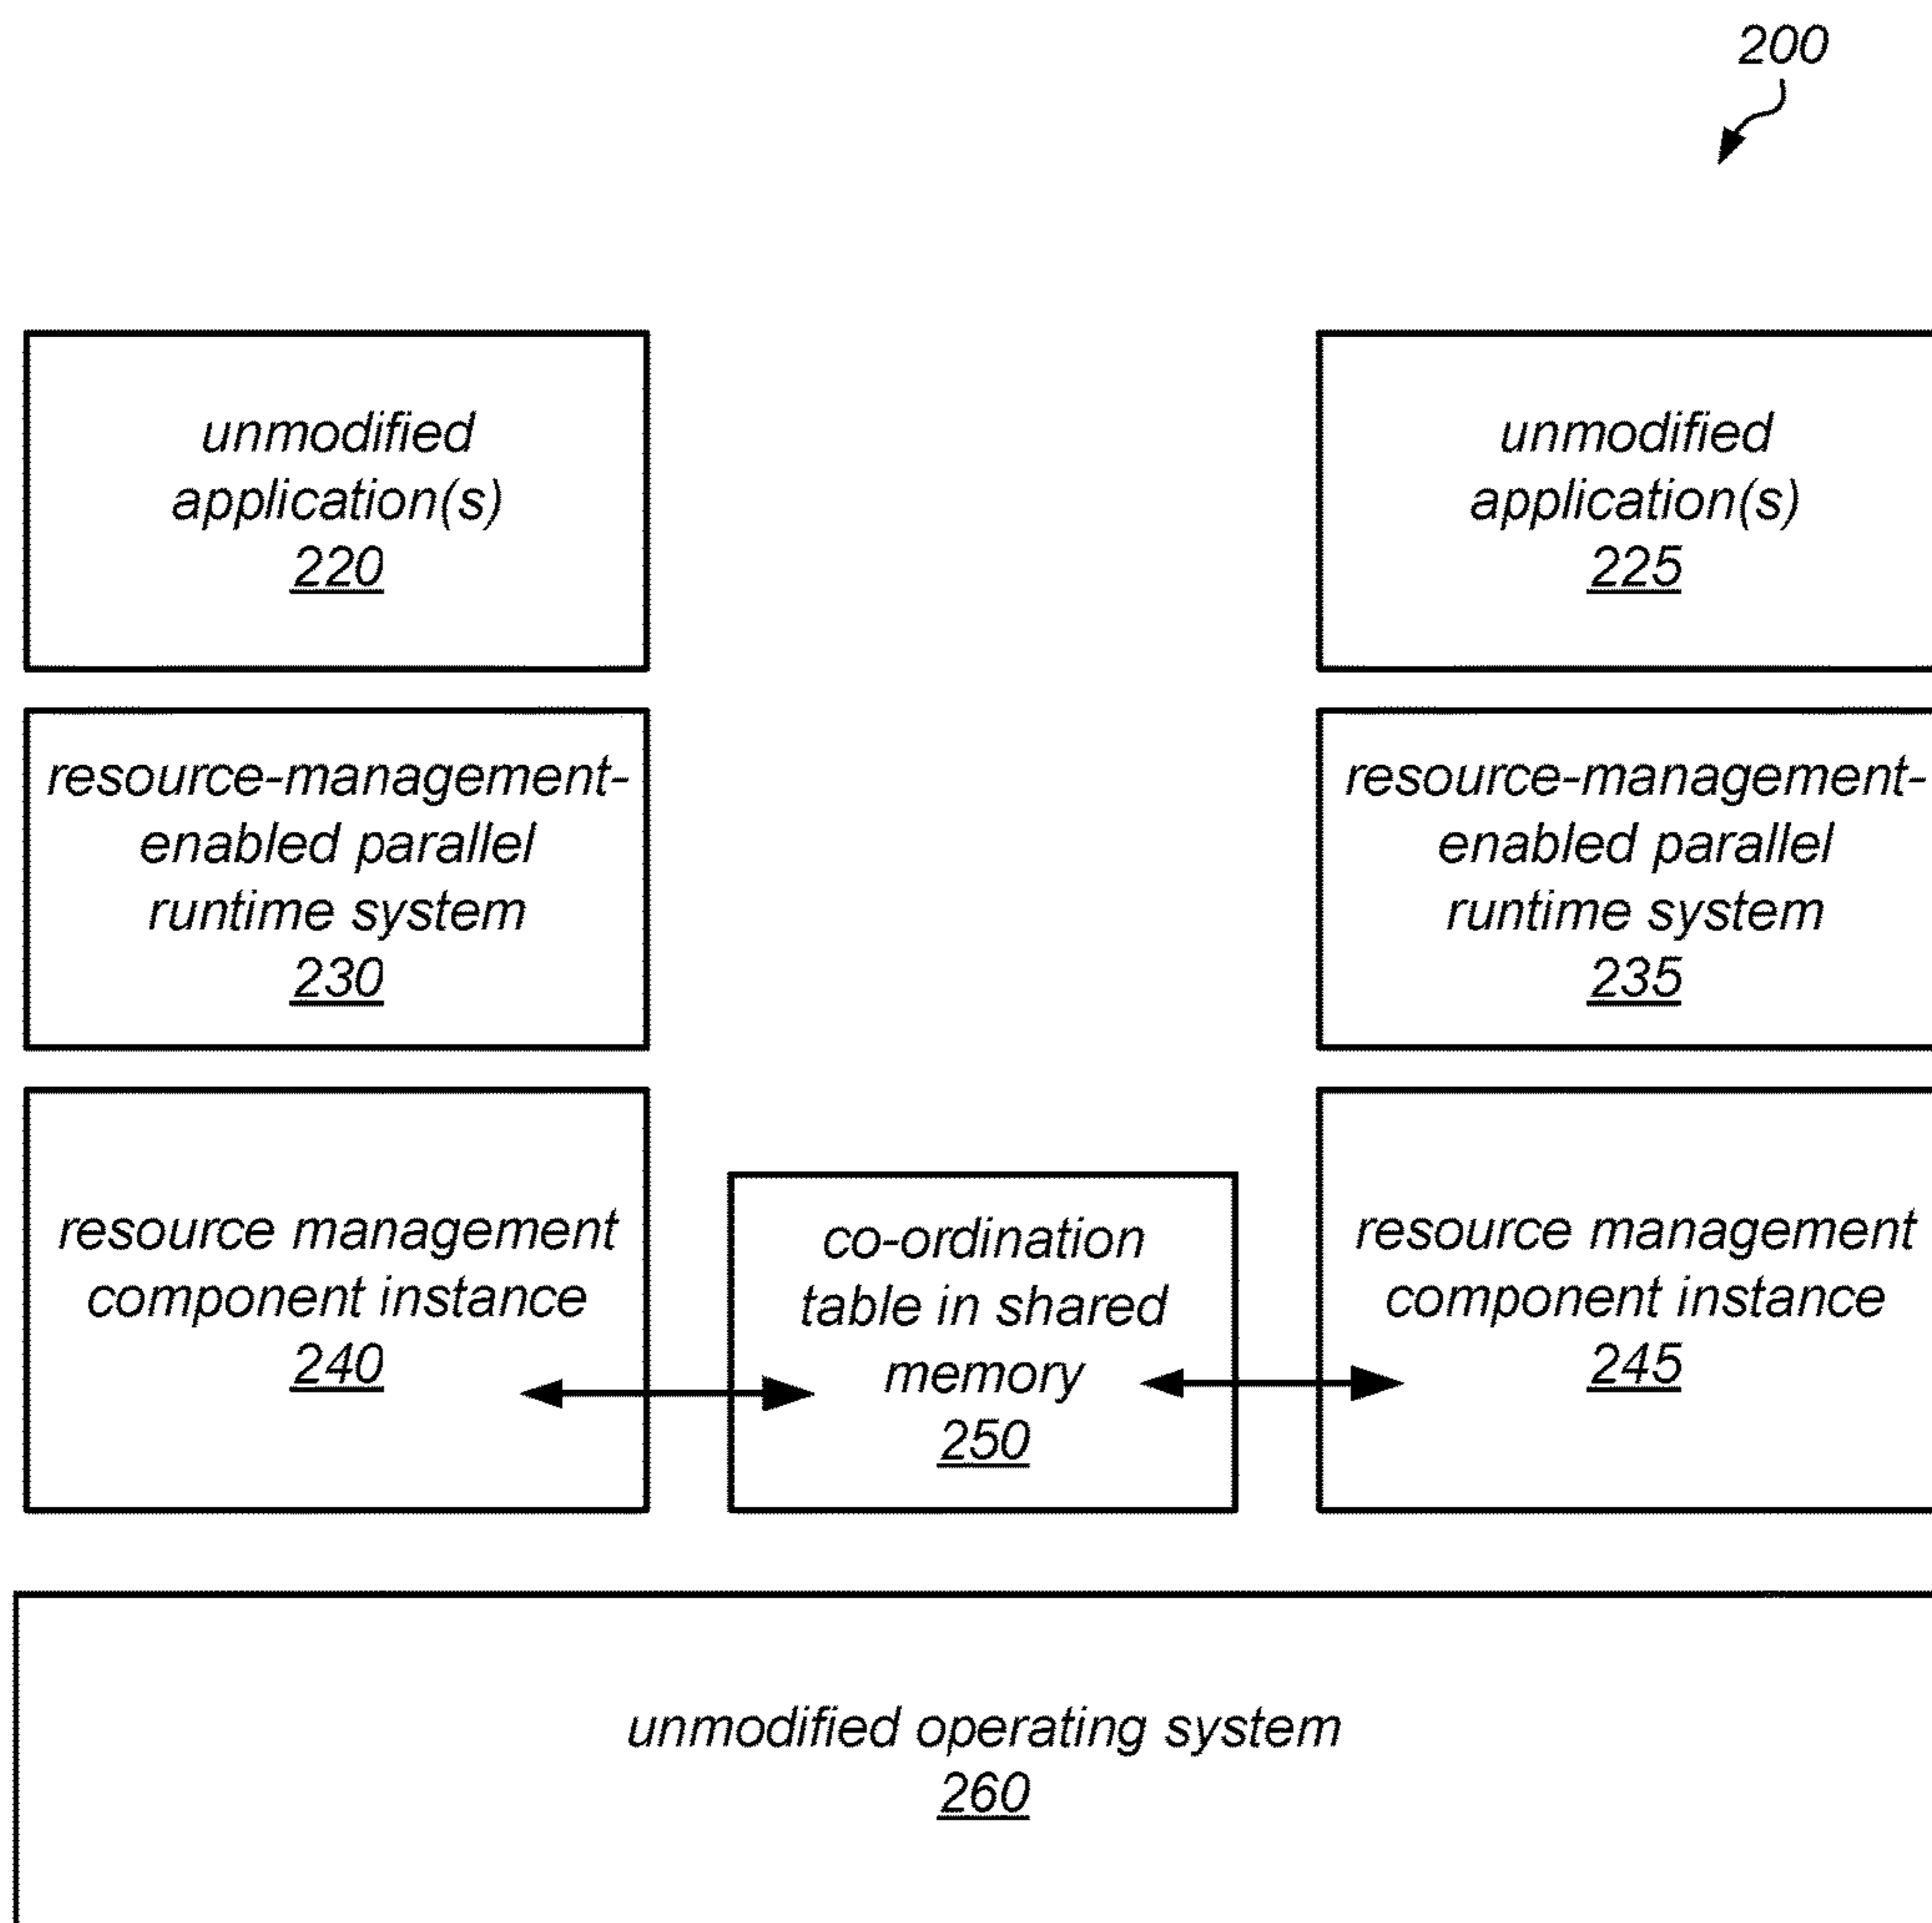 200
unmodified
application(s)
220
unmodified
application(s)
225
resource-management-
enabled parallel
runtime system
230
resource-management-
enabled parallel
runtime system
235
resource management
component instance
240
co-ordination
table in shared
memory
250
resource management
component instance
245
unmodified operating system
260